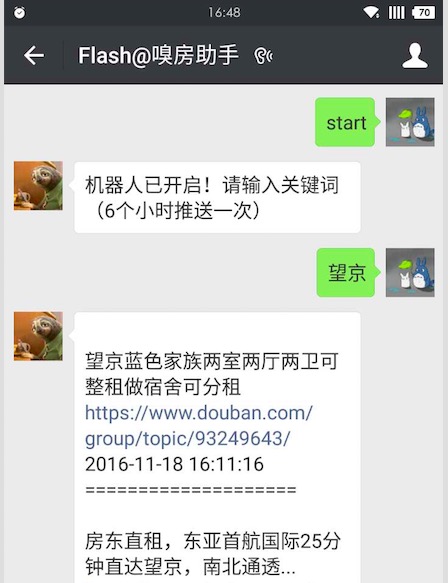 16:48
70
Flash@嗅房助手
start
机器人已开启！请输入关键词
（6个小时推送一次）
望京
望京蓝色家族两室两厅两卫可
整租做宿舍可分租
https://www.douban.com/
group/topic/93249643/
2016-11-18 16:11:16
====================
房东直租，东亚首航国际25分
钟直达望京，南北通透...